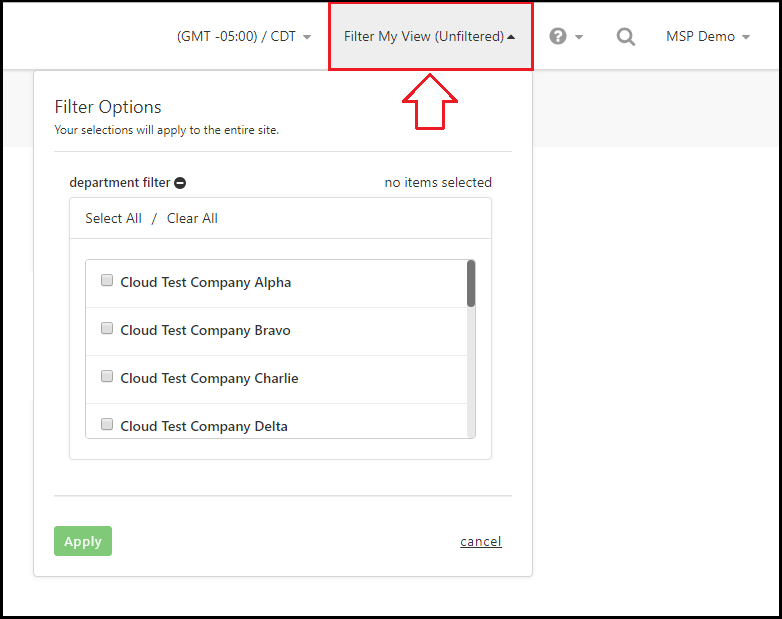 (GMT -05:00) / CDT Filter My View (Unfiltered) ? MSP Demo
Filter Options
Your selections will apply to the entire site.
department filter no items selected
Select All / Clear All
Cloud Test Company Alpha
Cloud Test Company Bravo
Cloud Test Company Charlie
Cloud Test Company Delta
Apply cancel